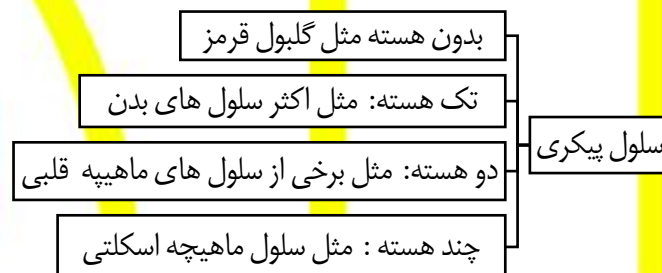 بدون هسته مثل گلبول قرمز
تک هسته: مثل اکثر سلول های بدن
سلول پیکری
دو هسته: مثل برخی از سلول های ماهیپه قلبی
چند هسته : مثل سلول ماهیچه اسکلتی